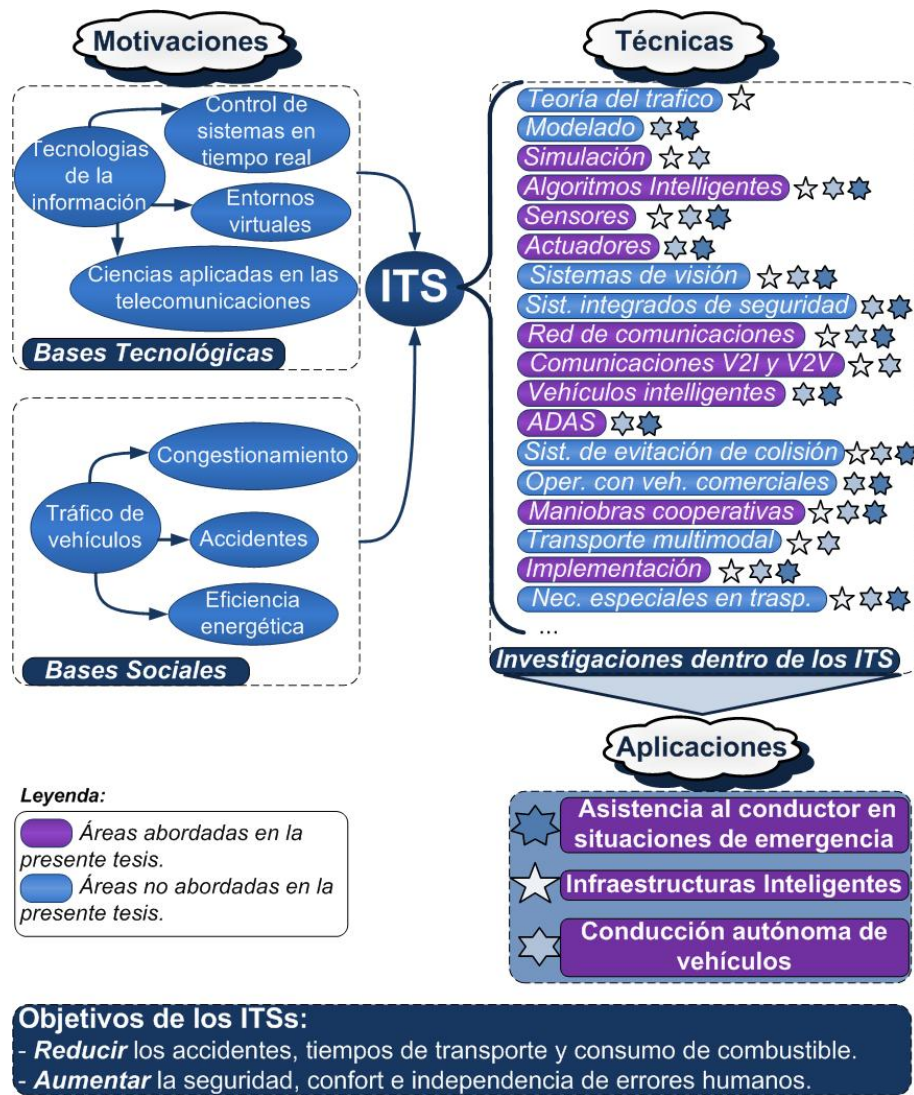 Motivaciones
Control de
sistemas en
tiempo real
Tecnologias
de la
información
Entornos
virtuales
Ciencias aplicadas en las
telecomunicaciones
Bases Tecnológicas
Congestionamiento
Tráfico de
vehículos
Accidentes
Eficiencia
energética
Bases Sociales
ITS
Técnicas
Teoría del trafico
Modelado
Simulación
Algoritmos Intelligentes
Sensores
Actuadores
Sistemas de visión
Sist. integrados de seguridad
Red de comunicaciones
Comunicaciones V2I y V2V
Vehículos intelligentes
ADAS
Sist. de evitación de colisión
Oper. con veh. comerciales
Maniobras cooperativas
Transporte multimodal
Implementación
Nec. especiales en trasp.
...
Investigaciones dentro de los ITS
Aplicaciones
Asistencia al conductor en
situaciones de emergencia
Infraestructuras Inteligentes
Conducción autónoma de
vehículos
Leyenda:
Áreas abordadas en la
presente tesis.
Áreas no abordadas en la
presente tesis.
Objetivos de los ITSs:
- Reducir los accidentes, tiempos de transporte y consumo de combustible.
- Aumentar la seguridad, confort e independencia de errores humanos.